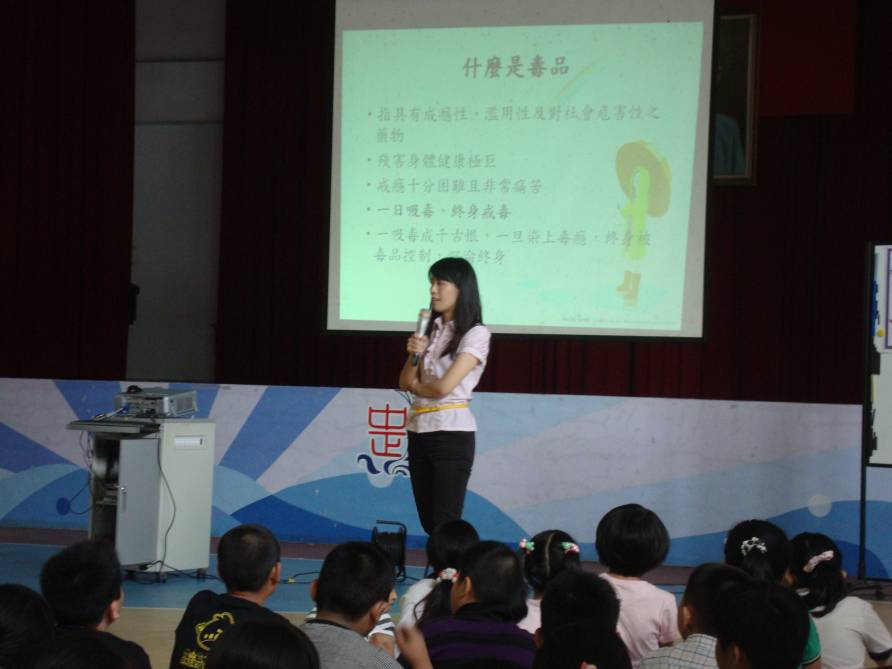 什麼是毒品
•指具有成癮性，濫用性及對社會危害性之
藥物
•殘害身體健康極巨
•戒癮十分困難且非常痛苦
•一日吸毒，終身戒毒
•一吸毒成千古恨，一旦染上毒癮，終身被
毒品控制，終身
忠